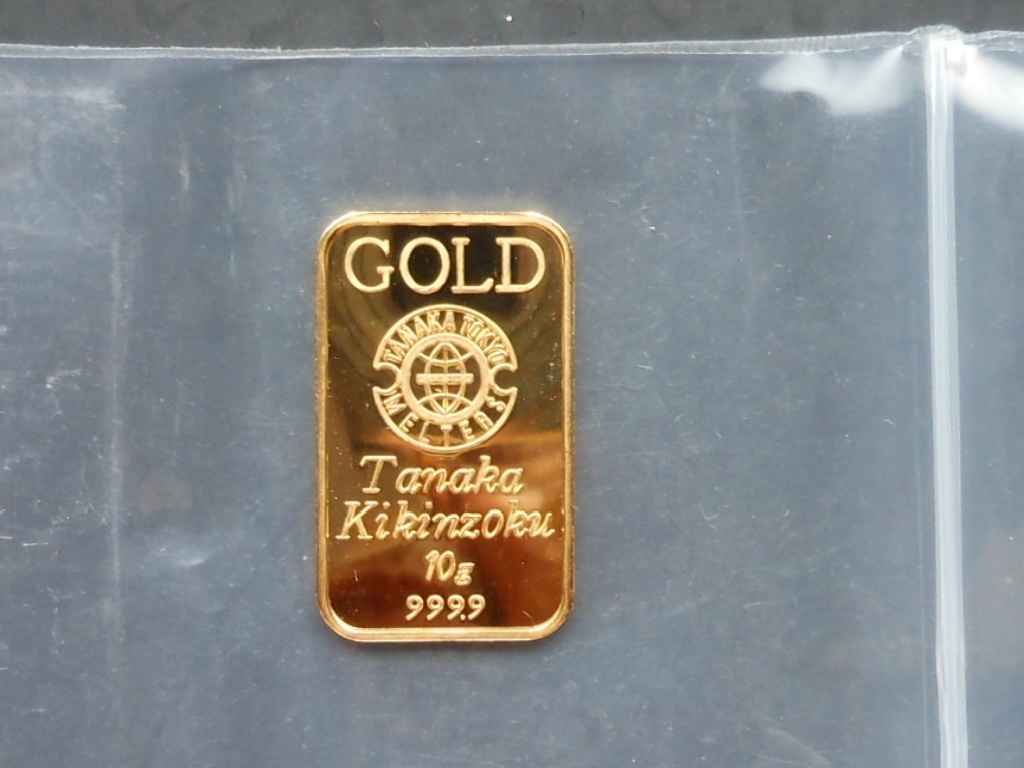 GOLD
TANAKA TOKYO
MELTERS
Tanaka
Kikinzoku
10g
999.9